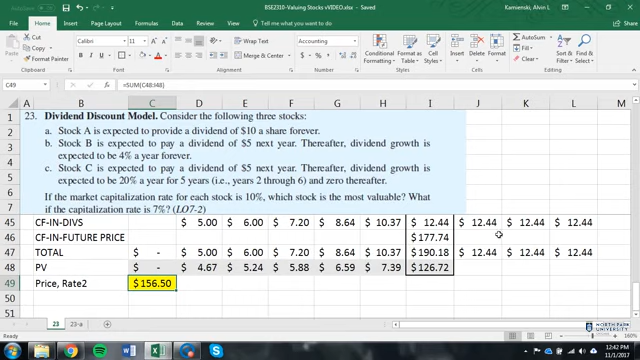 BSE2310-Valuing Stocks vVIDEO.xlsx - Saved
Kamienski, Alvin L
File Home Insert Draw Page Layout Formulas Data Review View Tell me what you want to do Share
Calibri 11 Wrap Text Accounting AutoSum
Fill
Clear
Merge & Center
Conditional Formatting Format as Table Cell Styles Insert Delete Format Sort & Filter Find & Select
Clipboard Font Alignment Number Styles Cells Editing
C49 =SUM(C48:I48)
A B C D E F G H I J K L M
1 23. Dividend Discount Model. Consider the following three stocks:
2 a. Stock A is expected to provide a dividend of $10 a share forever.
3 b. Stock B is expected to pay a dividend of $5 next year. Thereafter, dividend growth is
expected to be 4% a year forever.
4 c. Stock C is expected to pay a dividend of $5 next year. Thereafter, dividend growth is
5 expected to be 20% a year for 5 years (i.e., years 2 through 6) and zero thereafter.
6 If the market capitalization rate for each stock is 10%, which stock is the most valuable? What
7 if the capitalization rate is 7%? (LO7-2)
45 CF-IN-DIVS $ 5.00 $ 6.00 $ 7.20 $ 8.64 $ 10.37 $ 12.44 $ 12.44 $ 12.44 $ 12.44
46 CF-IN-FUTURE PRICE $ 177.74
47 TOTAL $ - $ 5.00 $ 6.00 $ 7.20 $ 8.64 $ 10.37 $ 190.18 $ 12.44 $ 12.44 $ 12.44
48 PV $ - $ 4.67 $ 5.24 $ 5.88 $ 6.59 $ 7.39 $ 126.72
49 Price, Rate2 $ 156.50
50
51
52
23 23-a
Ready
160%
NORTH PARK
12:42 PM
11/1/2017